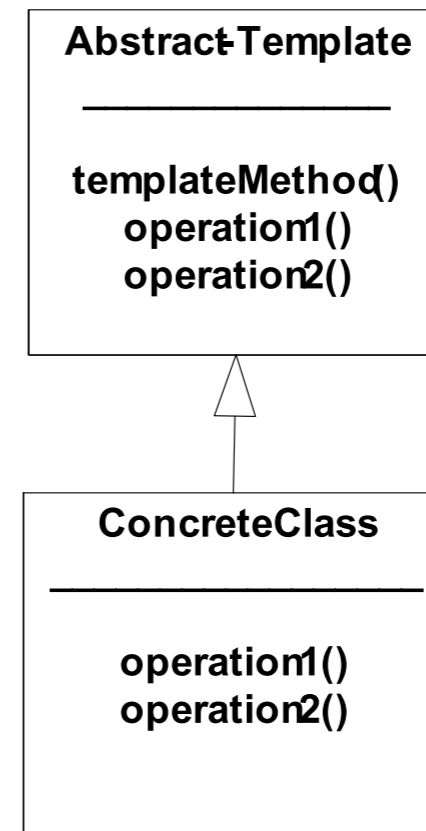 Abstract-Template
templateMethod()
operation1()
operation2()
ConcreteClass
operation1()
operation2()